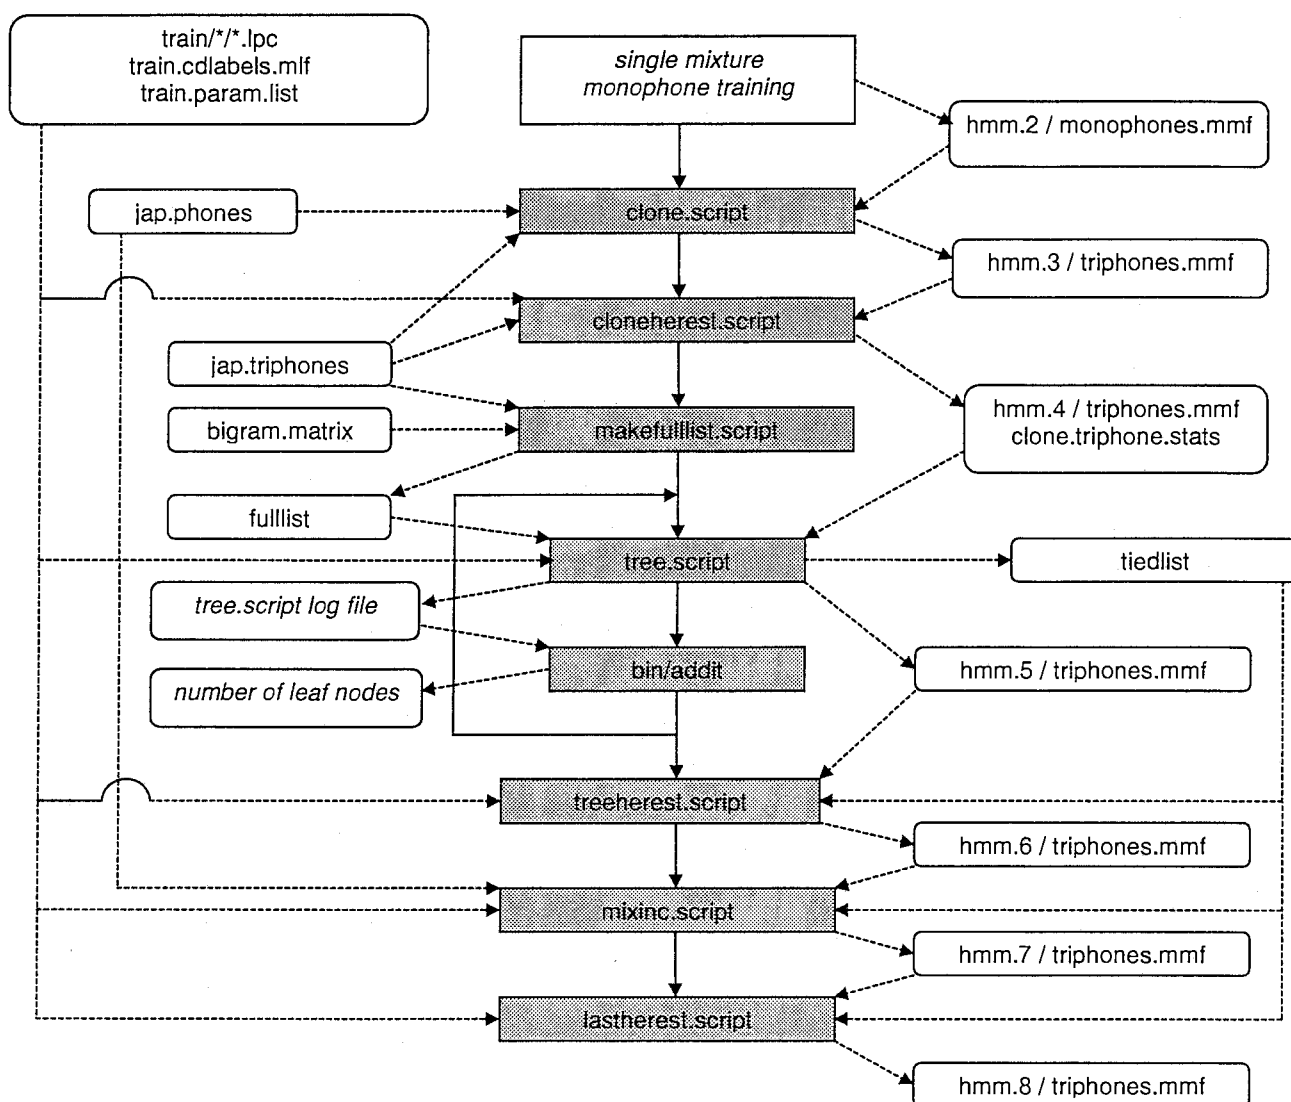 train/*/*.lpc
train.cdlabels.mlf
train.param.list
single mixture
monophone training
hmm.2 / monophones.mmf
jap.phones
clone.script
hmm.3 / triphones.mmf
cloneherest.script
jap.triphones
hmm.4 / triphones.mmf
clone.triphone.stats
bigram.matrix
makefulllist.script
fulllist
tree.script
tiedlist
tree.script log file
bin/addit
hmm.5 / triphones.mmf
number of leaf nodes
treeherest.script
hmm.6 / triphones.mmf
mixinc.script
hmm.7 / triphones.mmf
lastherest.script
hmm.8 / triphones.mmf